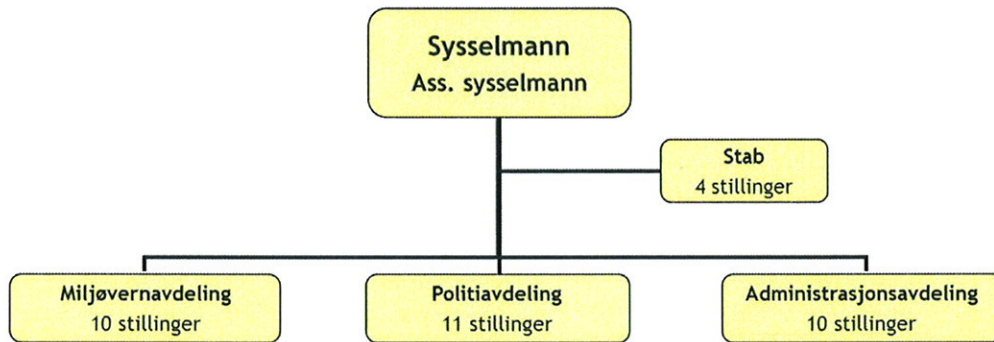 Sysselmann
Ass. sysselmann
Stab
4 stillinger
Miljøvernavdeling
10 stillinger
Politiavdeling
11 stillinger
Administrasjonsavdeling
10 stillinger